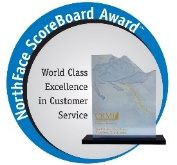 NorthFace ScoreBoard Award™
World Class
Excellence
in Customer
Service